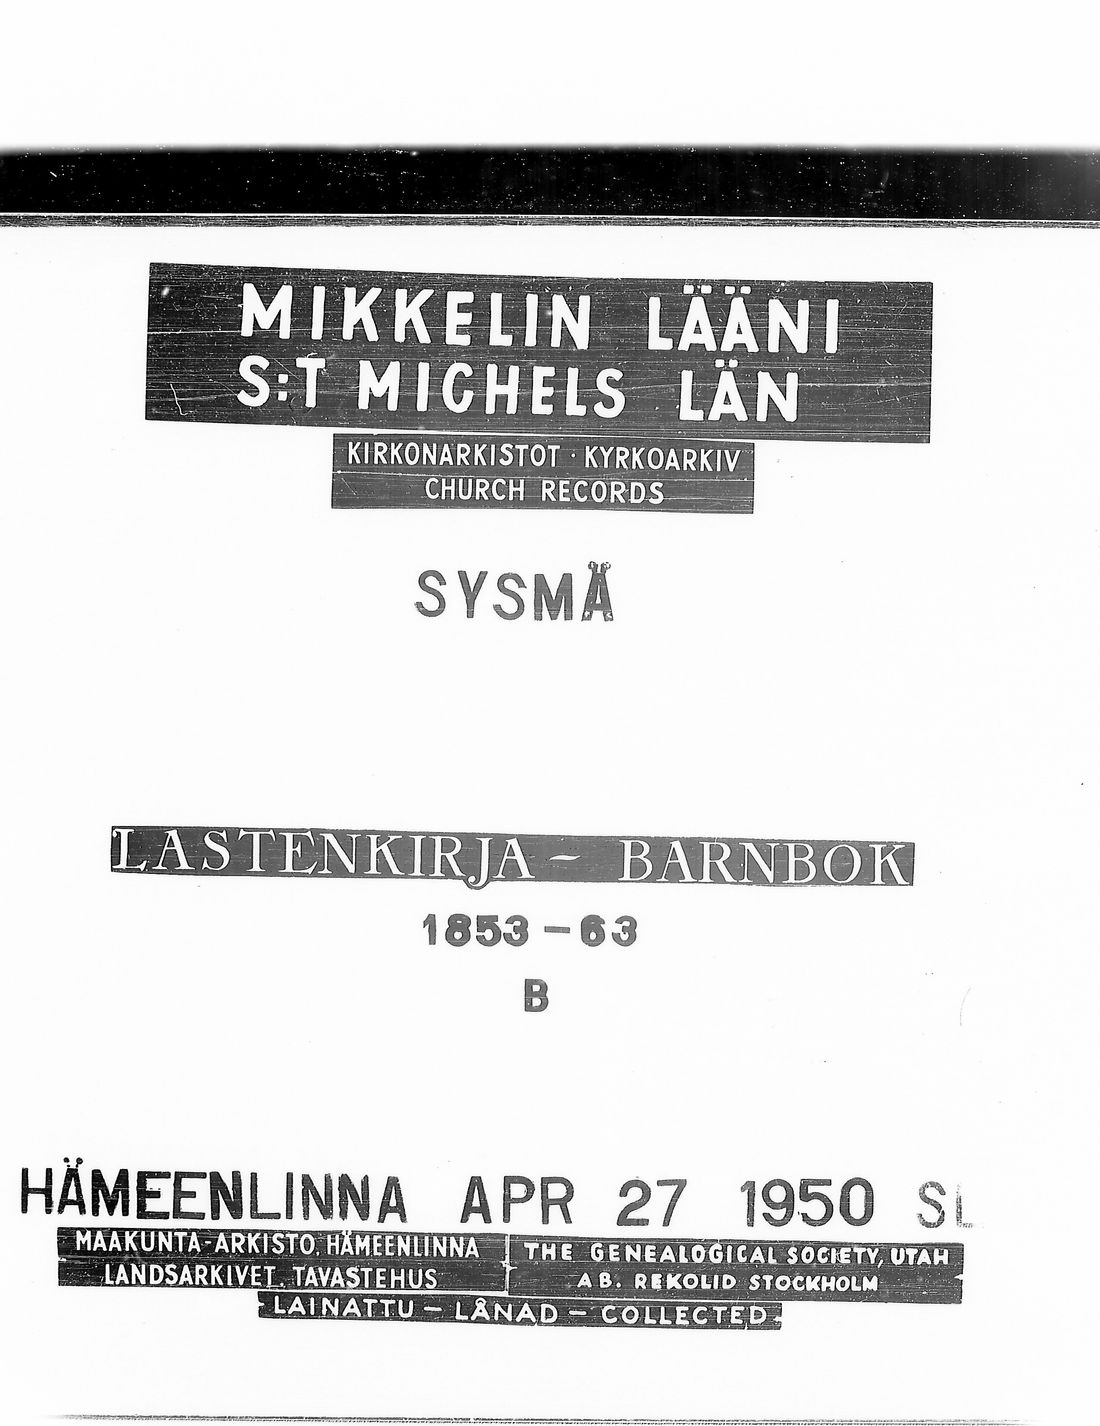 MIKKELIN LÄÄNI
S:T MICHELS LÄN
KIRKONARKISTOT · KYRKOARKIV
CHURCH RECORDS
SYSMÄ
LASTENKIRJA - BARNBOK
1853-63
B
HÄMEENLINNA APR 27 1950 SL
MAAKUNTA-ARKISTO, HÄMEENLINNA
LANDSARKIVET, TAVASTEHUS
THE GENEALOGICAL SOCIETY, UTAH
AB. REKOLID STOCKHOLM
LAINATTU - LÅNAD - COLLECTED